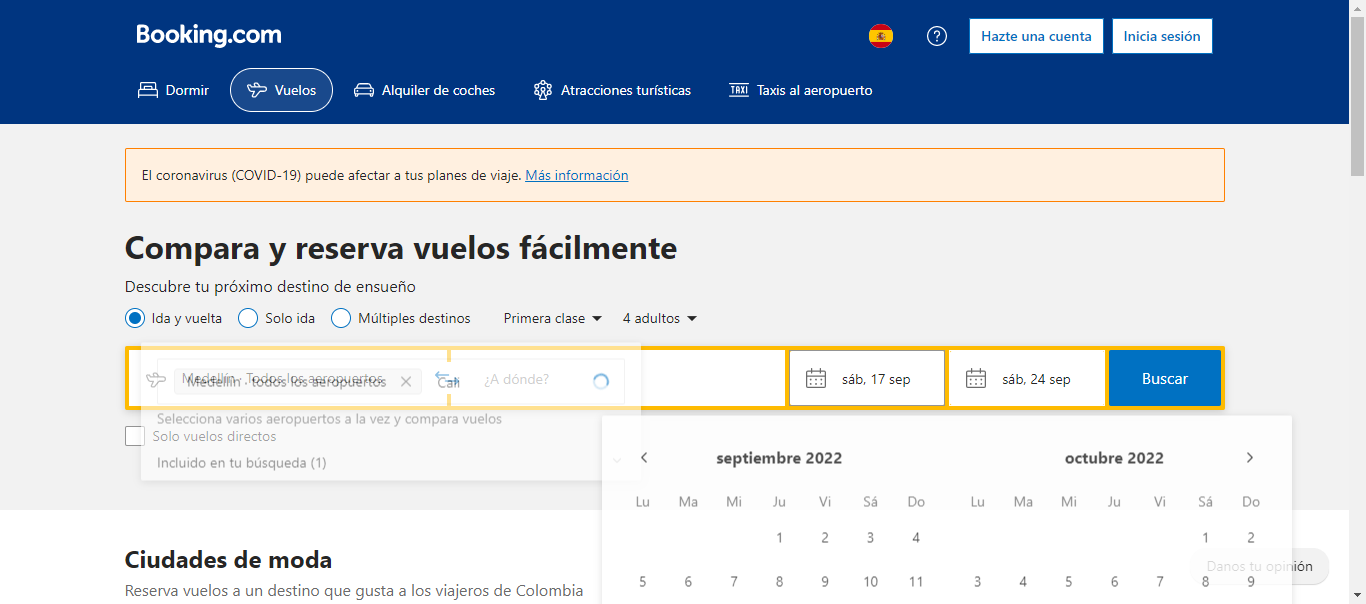 Booking.com
Hazte una cuenta
Inicia sesión
Dormir
Vuelos
Alquiler de coches
Atracciones turísticas
TAXI
Taxis al aeropuerto
El coronavirus (COVID-19) puede afectar a tus planes de viaje. Más información
Compara y reserva vuelos fácilmente
Descubre tu próximo destino de ensueño
Ida y vuelta
Solo ida
Múltiples destinos
Primera clase
4 adultos
Medellín · Todos los aeropuertos
Medellín · todos los aeropuertos
Cali
¿A dónde?
sáb, 17 sep
sáb, 24 sep
Buscar
Selecciona varios aeropuertos a la vez y compara vuelos
Solo vuelos directos
Incluido en tu búsqueda (1)
septiembre 2022
octubre 2022
Lu Ma Mi Ju Vi Sá Do
Lu Ma Mi Ju Vi Sá Do
1 2 3 4
1 2
5 6 7 8 9 10 11
3 4 5 6 7 8 9
Danos tu opinión
Ciudades de moda
Reserva vuelos a un destino que gusta a los viajeros de Colombia